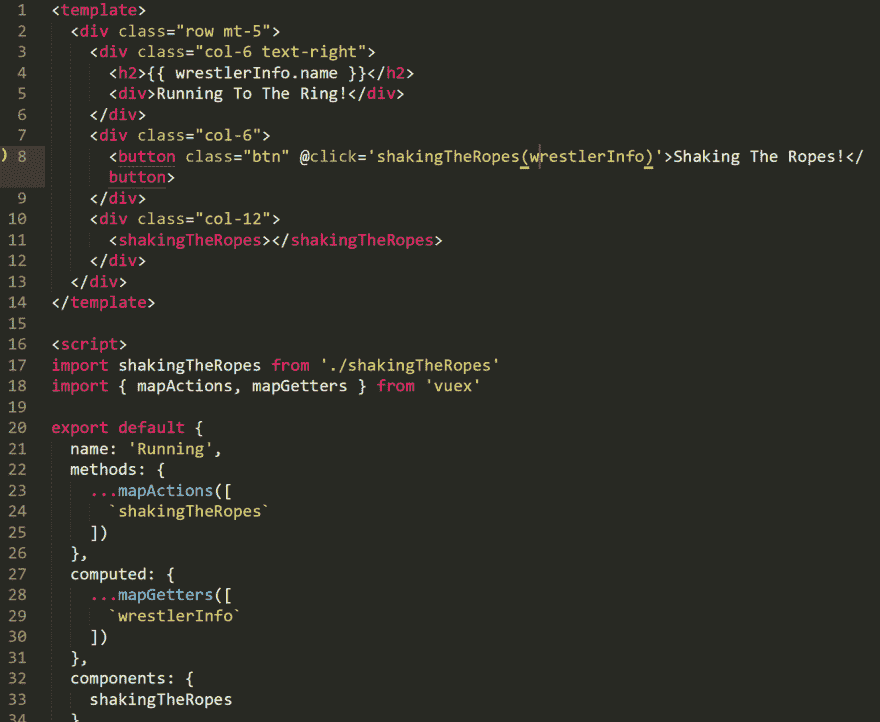 1 <template>
2   <div class="row mt-5">
3     <div class="col-6 text-right">
4       <h2>{{ wrestlerInfo.name }}</h2>
5       <div>Running To The Ring!</div>
6     </div>
7     <div class="col-6">
) 8       <button class="btn" @click='shakingTheRopes(wrestlerInfo)'>Shaking The Ropes!</
      button>
9     </div>
10     <div class="col-12">
11       <shakingTheRopes></shakingTheRopes>
12     </div>
13   </div>
14 </template>
15
16 <script>
17 import shakingTheRopes from './shakingTheRopes'
18 import { mapActions, mapGetters } from 'vuex'
19
20 export default {
21   name: 'Running',
22   methods: {
23     ...mapActions([
24       `shakingTheRopes`
25     ])
26   },
27   computed: {
28     ...mapGetters([
29       `wrestlerInfo`
30     ])
31   },
32   components: {
33     shakingTheRopes
34   }